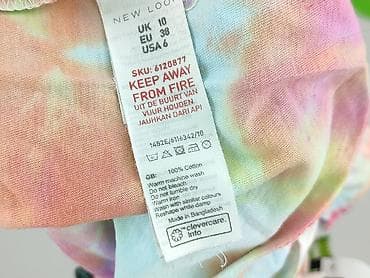 NEW LOOK
UK 10
EU 38
USA 6
SKU: 6120877
KEEP AWAY
FROM FIRE
UIT DE BUURT VAN
VUUR HOUDEN
JAUHKAN DARI API
GB: 100% Cotton
Warm machine wash
Do not bleach
Do not tumble dry
Warm iron
Wash with similar colours
Reshape while damp
Made in Bangladesh
clevercare.
info